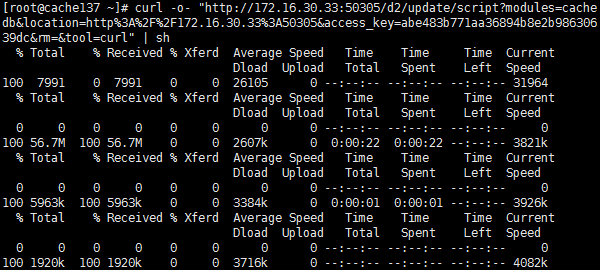 [root@cache137 ~]# curl -o- "http://172.16.30.33:50305/d2/update/script?modules=cache
db&location=http%3A%2F%2F172.16.30.33%3A50305&access_key=abe483b771aa36894b8e2b986306
39dc&rm=&tool=curl" | sh
% Total % Received % Xferd Average Speed Time Time Time Current
Dload Upload Total Spent Left Speed
100 7991 0 7991 0 0 26105 0 --:--:-- --:--:-- --:--:-- 31964
% Total % Received % Xferd Average Speed Time Time Time Current
Dload Upload Total Spent Left Speed
0 0 0 0 0 0 0 0 --:--:-- --:--:-- --:--:-- 0
100 56.7M 100 56.7M 0 0 2607k 0 0:00:22 0:00:22 --:--:-- 3821k
% Total % Received % Xferd Average Speed Time Time Time Current
Dload Upload Total Spent Left Speed
0 0 0 0 0 0 0 0 --:--:-- --:--:-- --:--:-- 0
100 5963k 100 5963k 0 0 3384k 0 0:00:01 0:00:01 --:--:-- 3926k
% Total % Received % Xferd Average Speed Time Time Time Current
Dload Upload Total Spent Left Speed
0 0 0 0 0 0 0 0 --:--:-- --:--:-- --:--:-- 0
100 1920k 100 1920k 0 0 3716k 0 --:--:-- --:--:-- --:--:-- 4082k